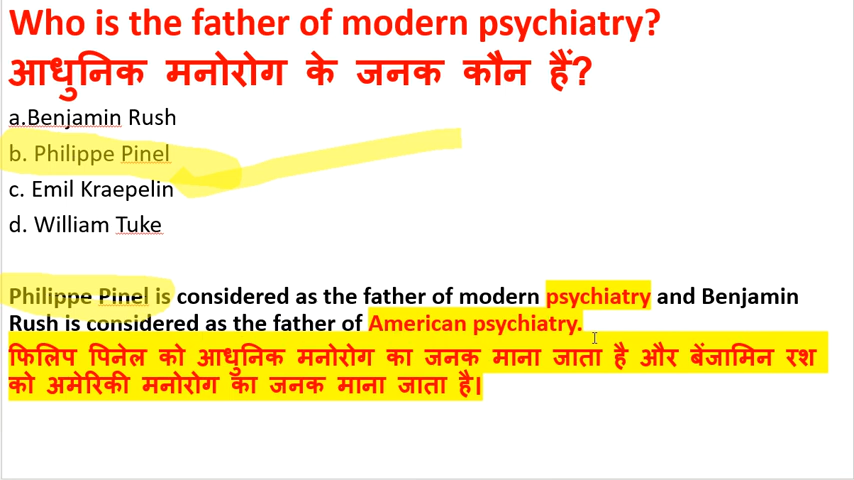 Who is the father of modern psychiatry?
आधुनिक मनोरोग के जनक कौन हैं?
a.Benjamin Rush
b. Philippe Pinel
c. Emil Kraepelin
d. William Tuke
Philippe Pinel is considered as the father of modern psychiatry and Benjamin
Rush is considered as the father of American psychiatry.
फिलिप पिनेल को आधुनिक मनोरोग का जनक माना जाता है और बेंजामिन रश
को अमेरिकी मनोरोग का जनक माना जाता है।